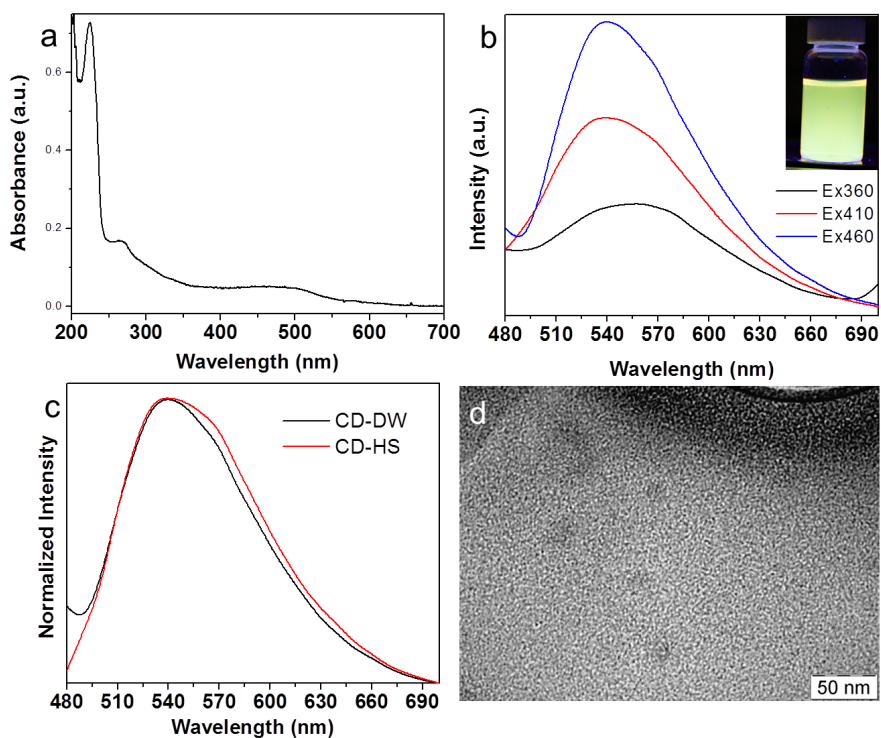 a
Absorbance (a.u.)
0.6
0.4
0.2
0.0
200 300 400 500 600 700
Wavelength (nm)
b
Intensity (a.u.)
Ex360
Ex410
Ex460
480 510 540 570 600 630 660 690
Wavelength (nm)
c
Normalized Intensity
CD-DW
CD-HS
480 510 540 570 600 630 660 690
Wavelength (nm)
d
50 nm